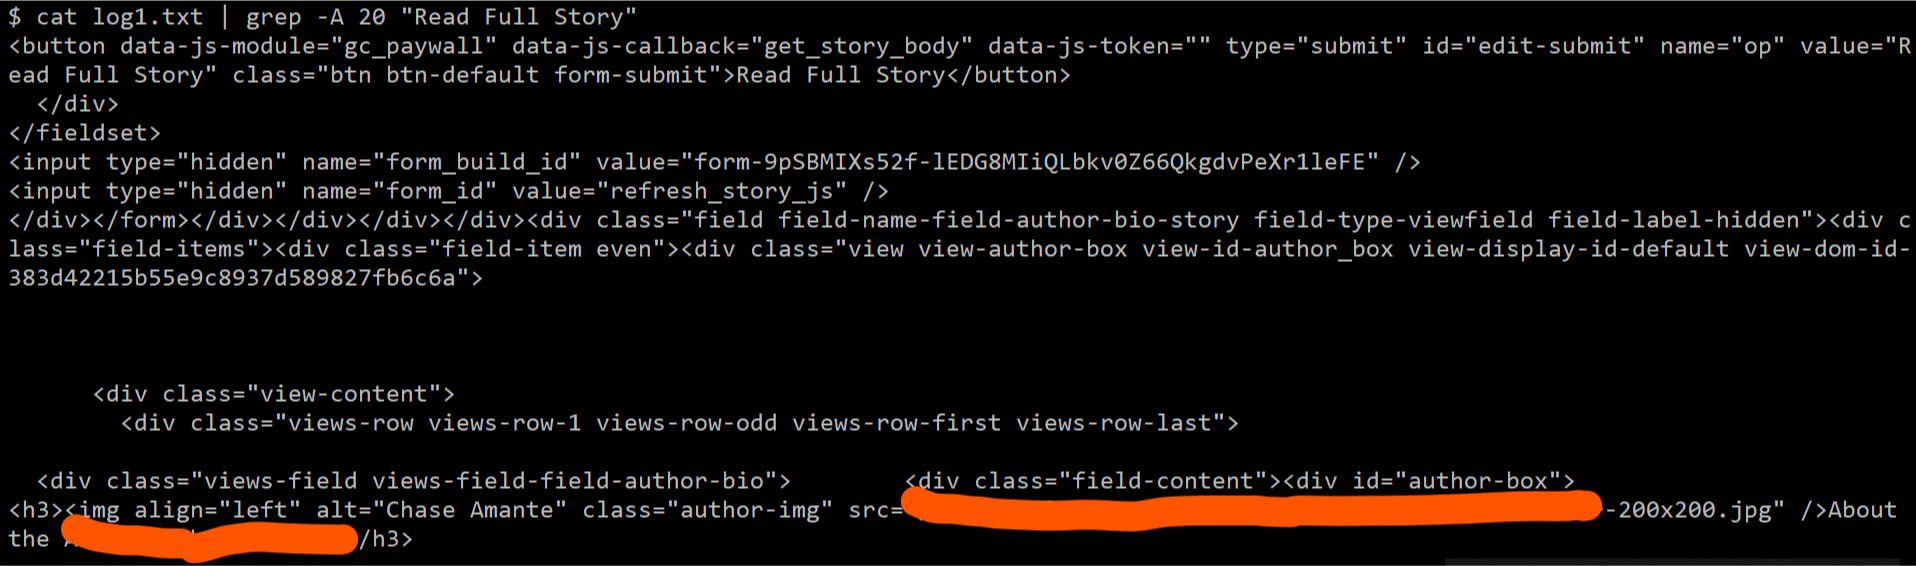 $ cat log1.txt | grep -A 20 "Read Full Story"
<button data-js-module="gc_paywall" data-js-callback="get_story_body" data-js-token="" type="submit" id="edit-submit" name="op" value="R
ead Full Story" class="btn btn-default form-submit">Read Full Story</button>
  </div>
</fieldset>
<input type="hidden" name="form_build_id" value="form-9pSBMIXs52f-lEDG8MIiQLbkv0Z66QkgdvPeXr1leFE" />
<input type="hidden" name="form_id" value="refresh_story_js" />
</div></form></div></div></div></div><div class="field field-name-field-author-bio-story field-type-viewfield field-label-hidden"><div c
lass="field-items"><div class="field-item even"><div class="view view-author-box view-id-author_box view-display-id-default view-dom-id-
383d42215b55e9c8937d589827fb6c6a">
      <div class="view-content">
        <div class="views-row views-row-1 views-row-odd views-row-first views-row-last">
  <div class="views-field views-field-field-author-bio">        <div class="field-content"><div id="author-box">
<h3><img align="left" alt="Chase Amante" class="author-img" src= -200x200.jpg" />About
the /h3>